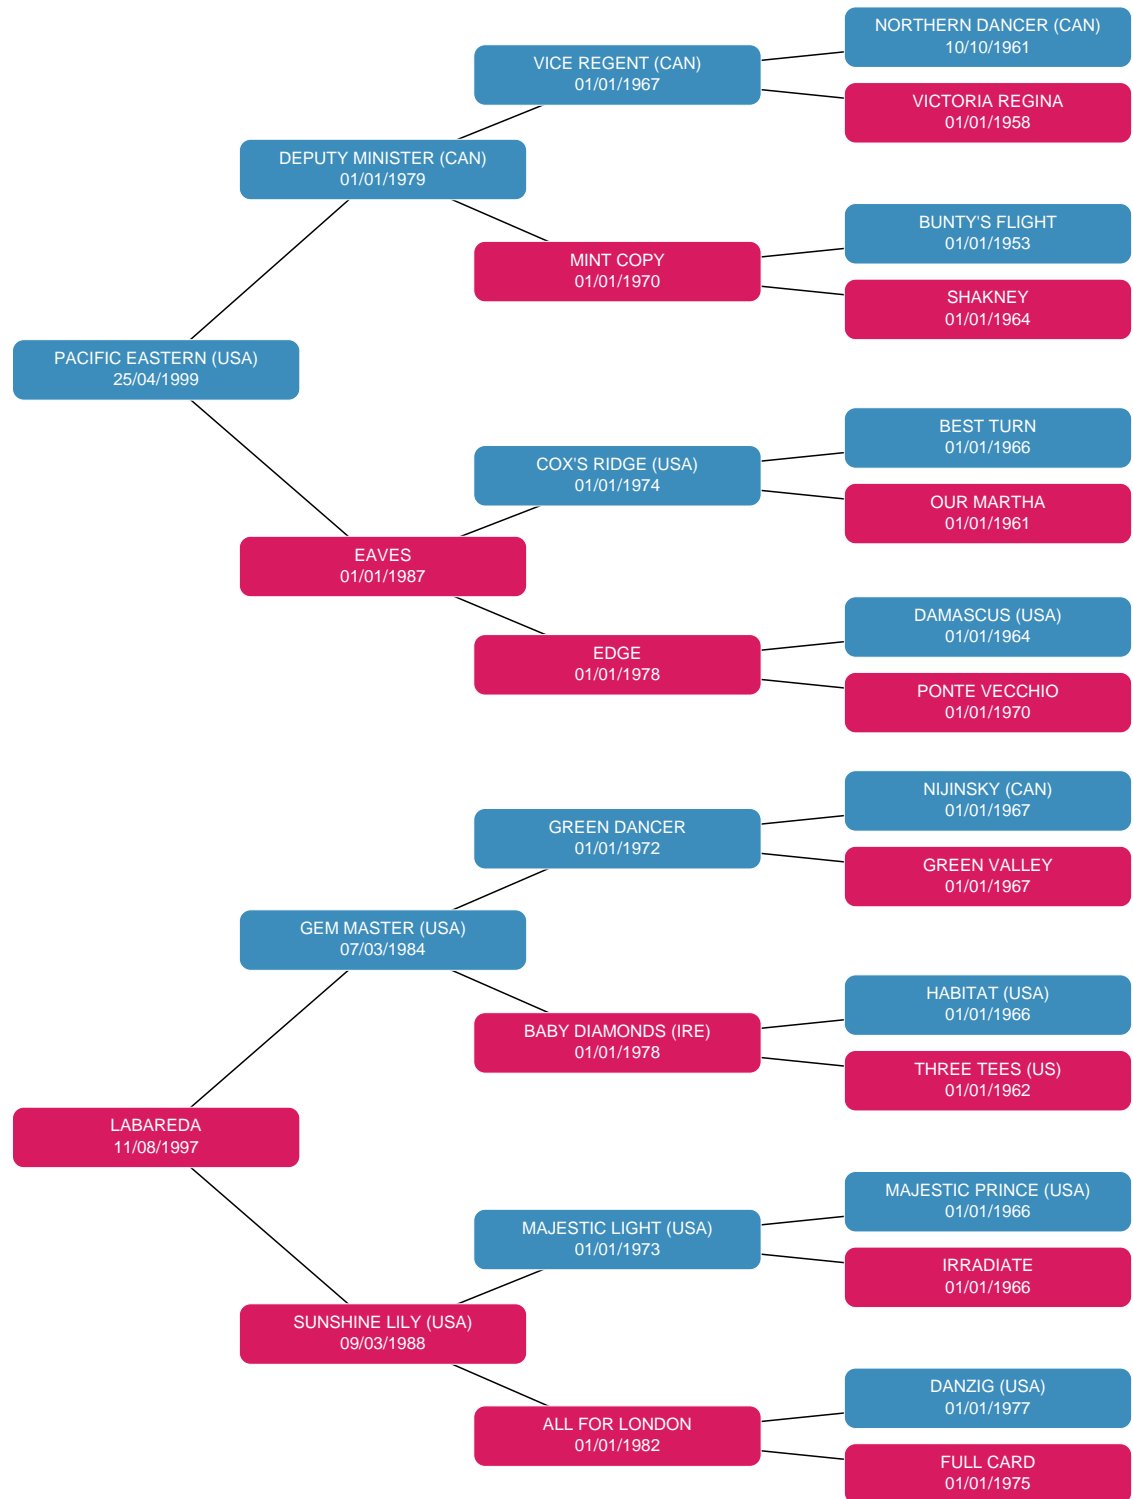 NORTHERN DANCER (CAN)
10/10/1961
VICE REGENT (CAN)
01/01/1967
VICTORIA REGINA
01/01/1958
DEPUTY MINISTER (CAN)
01/01/1979
BUNTY'S FLIGHT
01/01/1953
MINT COPY
01/01/1970
SHAKNEY
01/01/1964
PACIFIC EASTERN (USA)
25/04/1999
BEST TURN
01/01/1966
COX'S RIDGE (USA)
01/01/1974
OUR MARTHA
01/01/1961
EAVES
01/01/1987
DAMASCUS (USA)
01/01/1964
EDGE
01/01/1978
PONTE VECCHIO
01/01/1970
NIJINSKY (CAN)
01/01/1967
GREEN DANCER
01/01/1972
GREEN VALLEY
01/01/1967
GEM MASTER (USA)
07/03/1984
HABITAT (USA)
01/01/1966
BABY DIAMONDS (IRE)
01/01/1978
THREE TEES (US)
01/01/1962
LABAREDA
11/08/1997
MAJESTIC PRINCE (USA)
01/01/1966
MAJESTIC LIGHT (USA)
01/01/1973
IRRADIATE
01/01/1966
SUNSHINE LILY (USA)
09/03/1988
DANZIG (USA)
01/01/1977
ALL FOR LONDON
01/01/1982
FULL CARD
01/01/1975